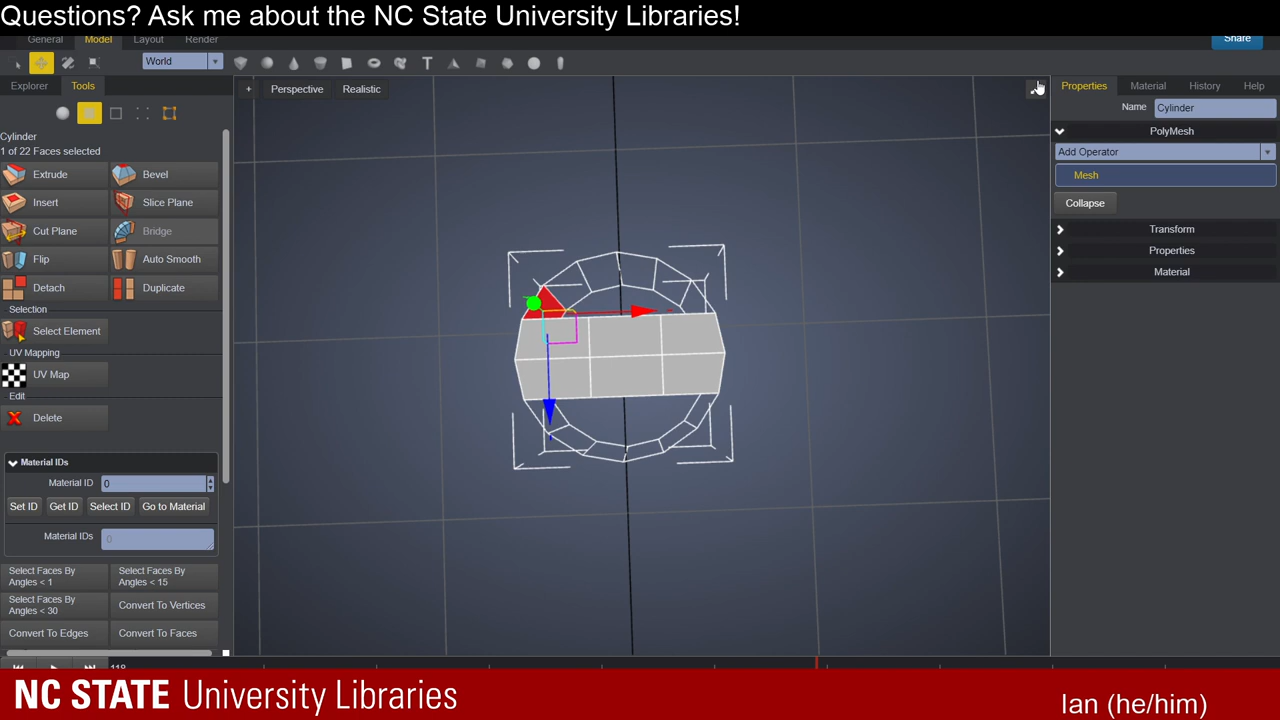 Questions? Ask me about the NC State University Libraries!
General Model Layout Render Share
World
Explorer Tools
+ Perspective Realistic
Properties Material History Help
Name Cylinder
PolyMesh
Add Operator
Mesh
Collapse
Transform
Properties
Material
Cylinder
1 of 22 Faces selected
Extrude Bevel
Insert Slice Plane
Cut Plane Bridge
Flip Auto Smooth
Detach Duplicate
Selection
Select Element
UV Mapping
UV Map
Edit
Delete
Material IDs
Material ID 0
Set ID Get ID Select ID Go to Material
Material IDs 0
Select Faces By Angles < 1 Select Faces By Angles < 15
Select Faces By Angles < 30 Convert To Vertices
Convert To Edges Convert To Faces
118
NC STATE University Libraries
Ian (he/him)